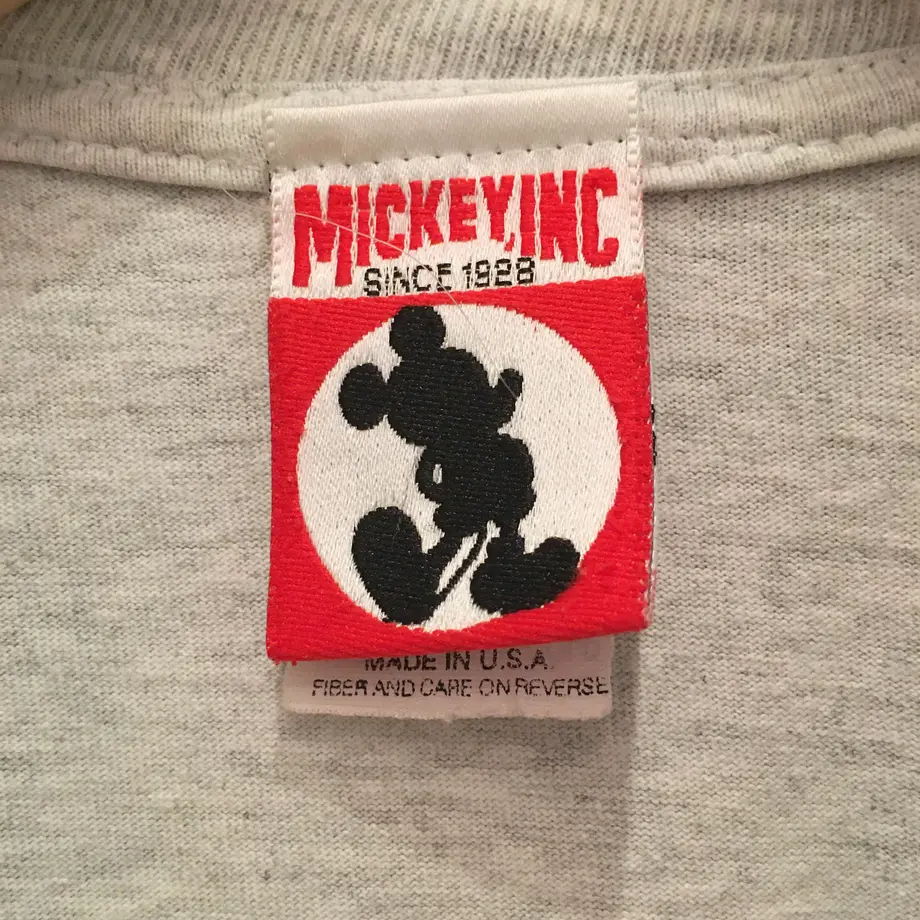 MICKEY, INC
SINCE 1928
MADE IN U.S.A.
FIBER AND CARE ON REVERSE